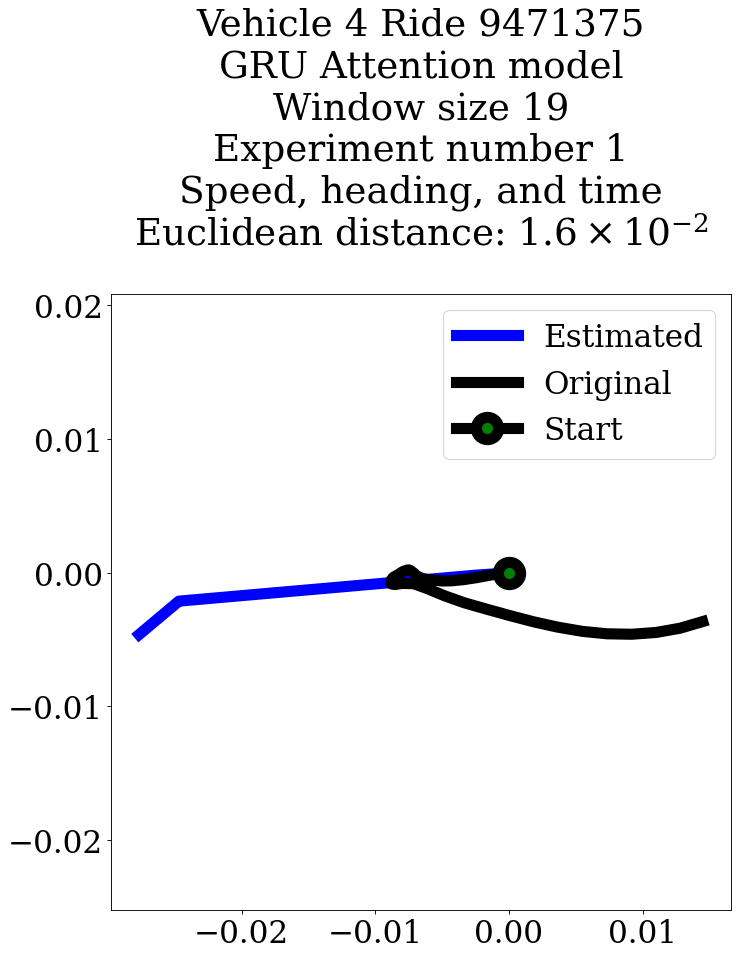 Vehicle 4 Ride 9471375
GRU Attention model
Window size 19
Experiment number 1
Speed, heading, and time
Euclidean distance: 1.6 × 10⁻²
0.02
0.01
0.00
−0.01
−0.02
Estimated
Original
Start
−0.02 −0.01 0.00 0.01